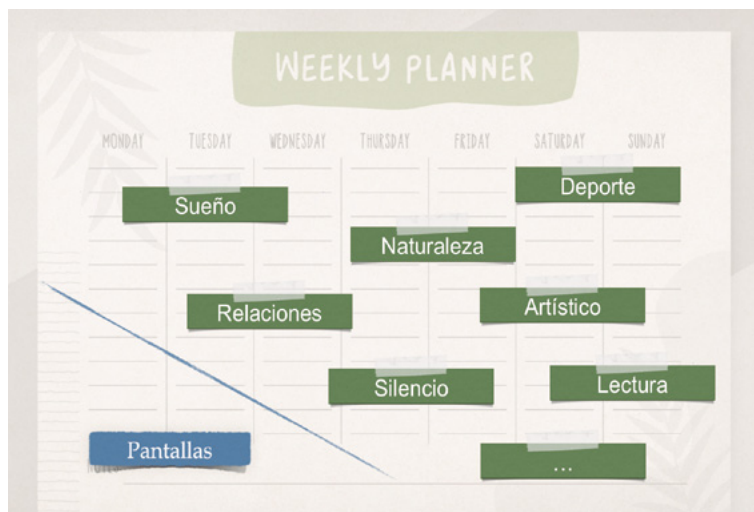 WEEKLY PLANNER
MONDAY TUESDAY WEDNESDAY THURSDAY FRIDAY SATURDAY SUNDAY
Deporte
Sueño
Naturaleza
Artístico
Relaciones
Silencio
Lectura
Pantallas
...